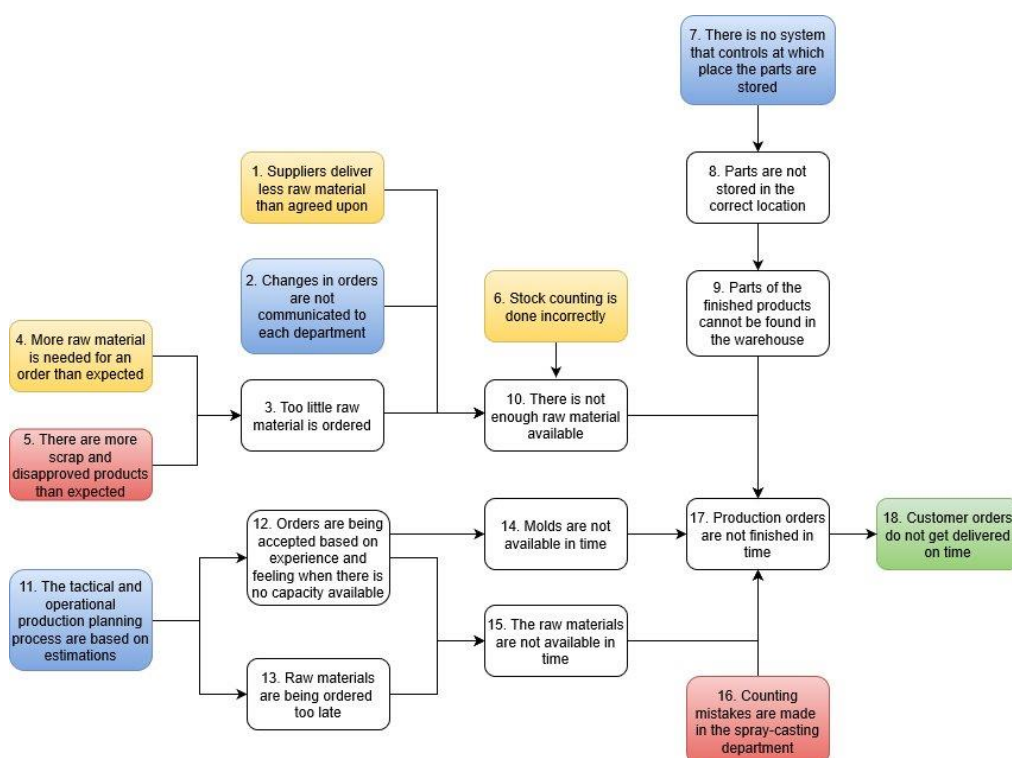 7. There is no system
that controls at which
place the parts are
stored
1. Suppliers deliver
less raw material
than agreed upon
8. Parts are not
stored in the
correct location
2. Changes in orders
are not
communicated to
each department
6. Stock counting is
done incorrectly
9. Parts of the
finished products
cannot be found in
the warehouse
4. More raw material
is needed for an
order than expected
3. Too little raw
material is ordered
10. There is not
enough raw material
available
5. There are more
scrap and
disapproved products
than expected
12. Orders are being
accepted based on
experience and
feeling when there is
no capacity available
14. Molds are not
available in time
17. Production orders
are not finished in
time
18. Customer orders
do not get delivered
on time
11. The tactical and
operational
production planning
process are based on
estimations
15. The raw materials
are not available in
time
13. Raw materials
are being ordered
too late
16. Counting
mistakes are made
in the spray-casting
department